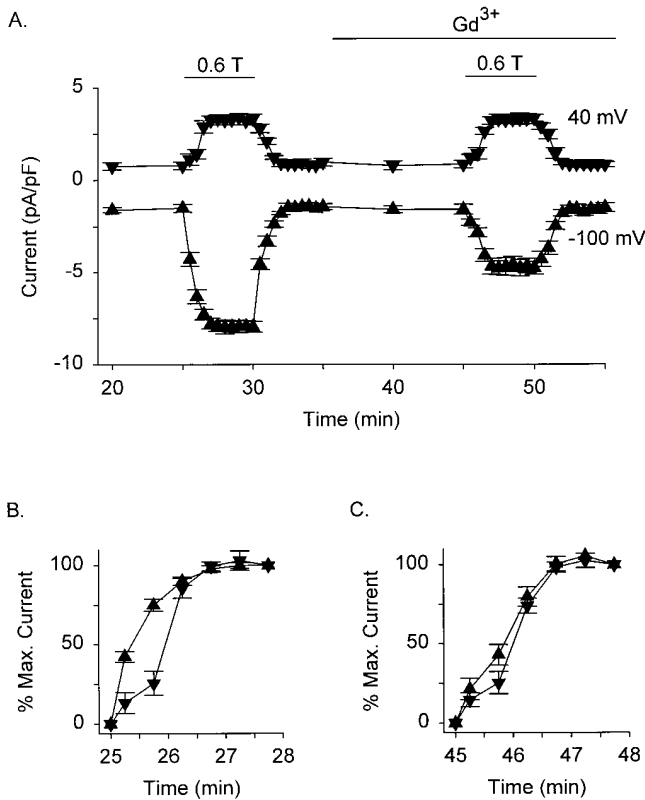 A.
Gd3+
0.6 T
0.6 T
5
0
-5
-10
Current (pA/pF)
40 mV
-100 mV
20
30
40
50
Time (min)
B.
100
50
0
% Max. Current
25
26
27
28
Time (min)
C.
100
50
0
% Max. Current
45
46
47
48
Time (min)